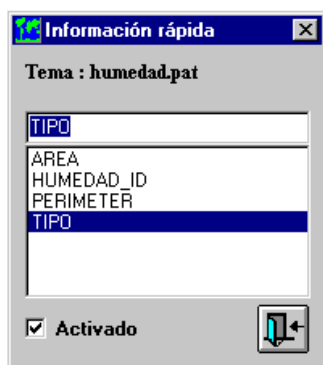 Información rápida
Tema : humedad.pat
TIPO
AREA
HUMEDAD_ID
PERIMETER
TIPO
Activado